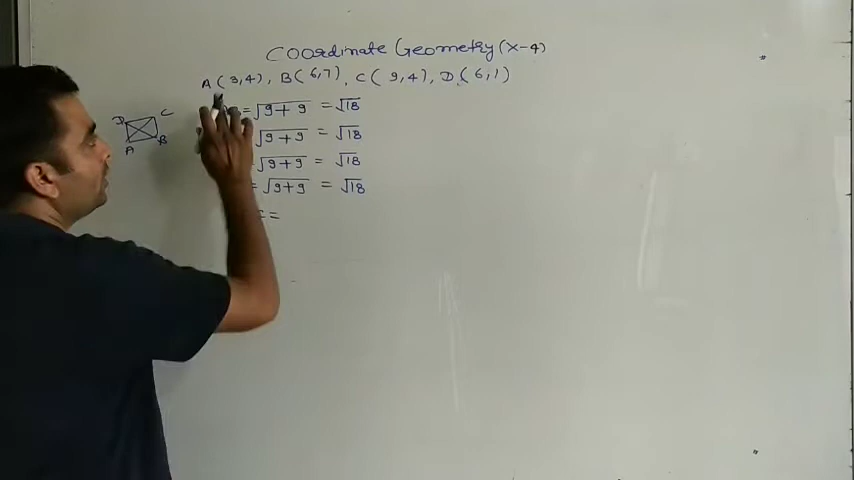 Coordinate Geometry (X-4)
A(3,4), B(6,7), C(9,4), D(6,1)
= √9+9 = √18
√9+9 = √18
√9+9 = √18
= √9+9 = √18
=
D C
A B